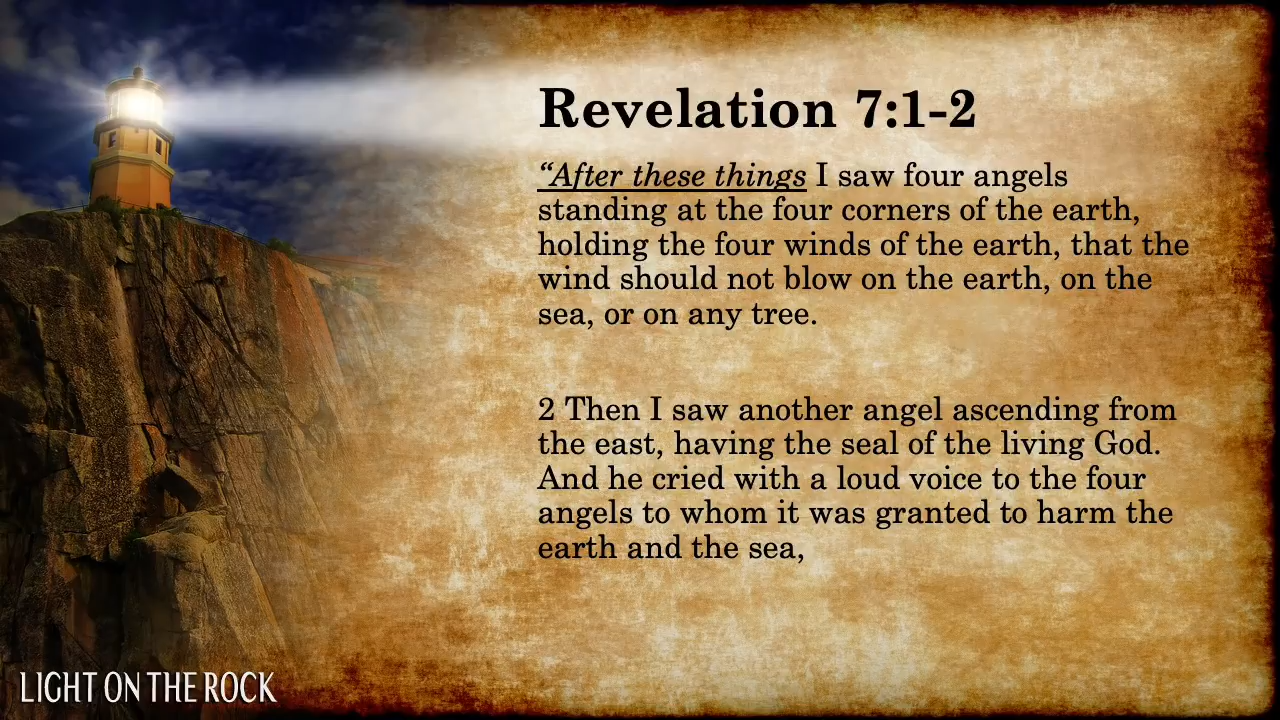 Revelation 7:1-2
“After these things I saw four angels
standing at the four corners of the earth,
holding the four winds of the earth, that the
wind should not blow on the earth, on the
sea, or on any tree.
2 Then I saw another angel ascending from
the east, having the seal of the living God.
And he cried with a loud voice to the four
angels to whom it was granted to harm the
earth and the sea,
LIGHT ON THE ROCK